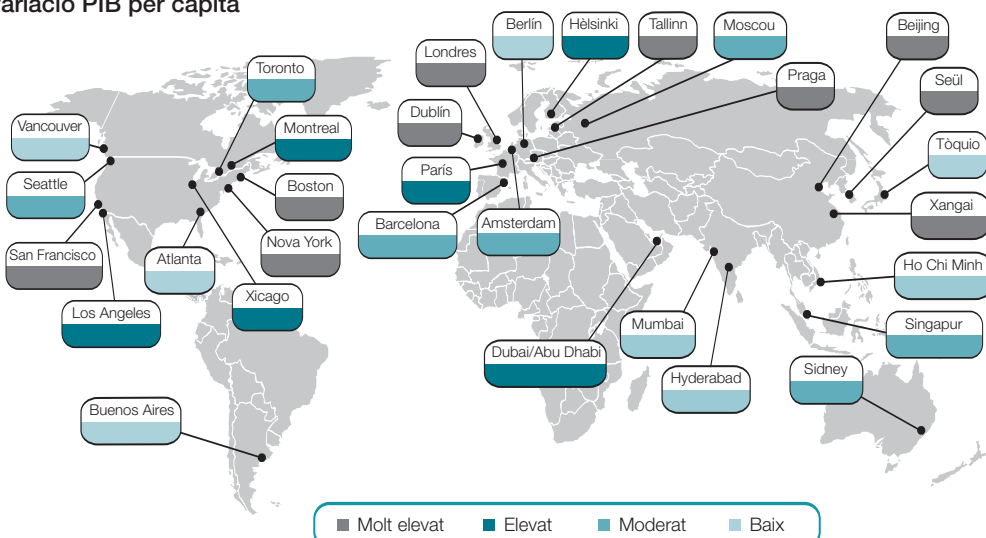 variació PIB per càpita
Berlín
Hèlsinki
Tallinn
Moscou
Beijing
Londres
Toronto
Praga
Seül
Dublín
Vancouver
Montreal
Tòquio
París
Seattle
Boston
Xangai
Barcelona
Amsterdam
San Francisco
Atlanta
Nova York
Ho Chi Minh
Xicago
Los Angeles
Mumbai
Singapur
Dubai/Abu Dhabi
Hyderabad
Sidney
Buenos Aires
Molt elevat Elevat Moderat Baix